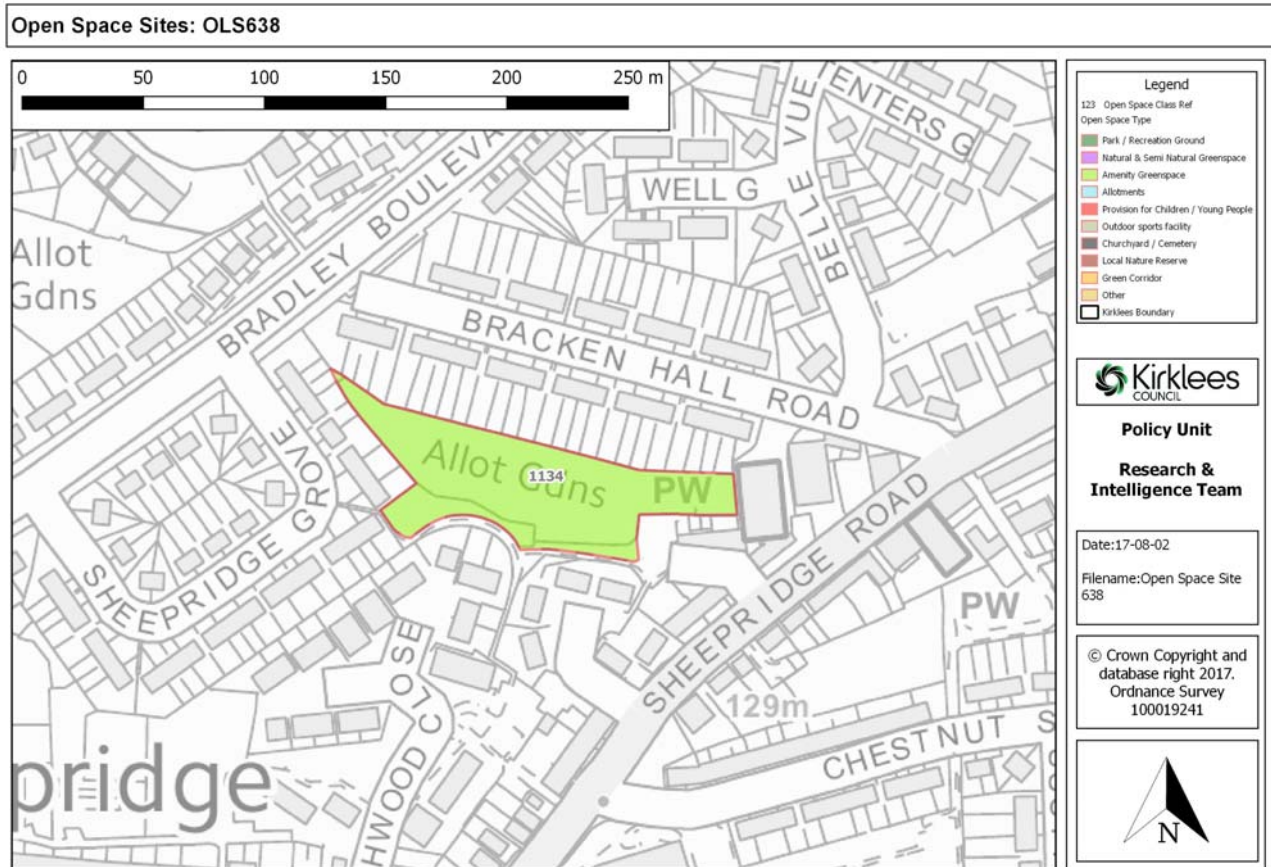 Open Space Sites: OLS638
0 50 100 150 200 250 m
ENTERS G
BELLE VUE
WELL G
BRADLEY BOULEVA
Allot
Gdns
BRACKEN HALL ROAD
SHEEPRIDGE GROVE
Allot Gdns
1134
PW
SHEEPRIDGE ROAD
PW
129m
CHESTNUT S
HWOOD CLOSE
pridge
Legend
123 Open Space Class Ref
Open Space Type
Park / Recreation Ground
Natural & Semi Natural Greenspace
Amenity Greenspace
Allotments
Provision for Children / Young People
Outdoor sports facility
Churchyard / Cemetery
Local Nature Reserve
Green Corridor
Other
Kirklees Boundary
Kirklees
COUNCIL
Policy Unit
Research &
Intelligence Team
Date:17-08-02
Filename:Open Space Site
638
© Crown Copyright and
database right 2017.
Ordnance Survey
100019241
N